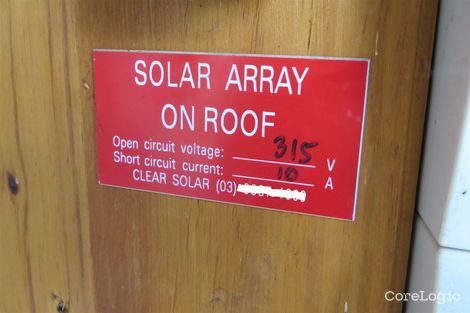 SOLAR ARRAY
ON ROOF
Open circuit voltage: 315 V
Short circuit current: 10 A
CLEAR SOLAR (03)
CoreLogic